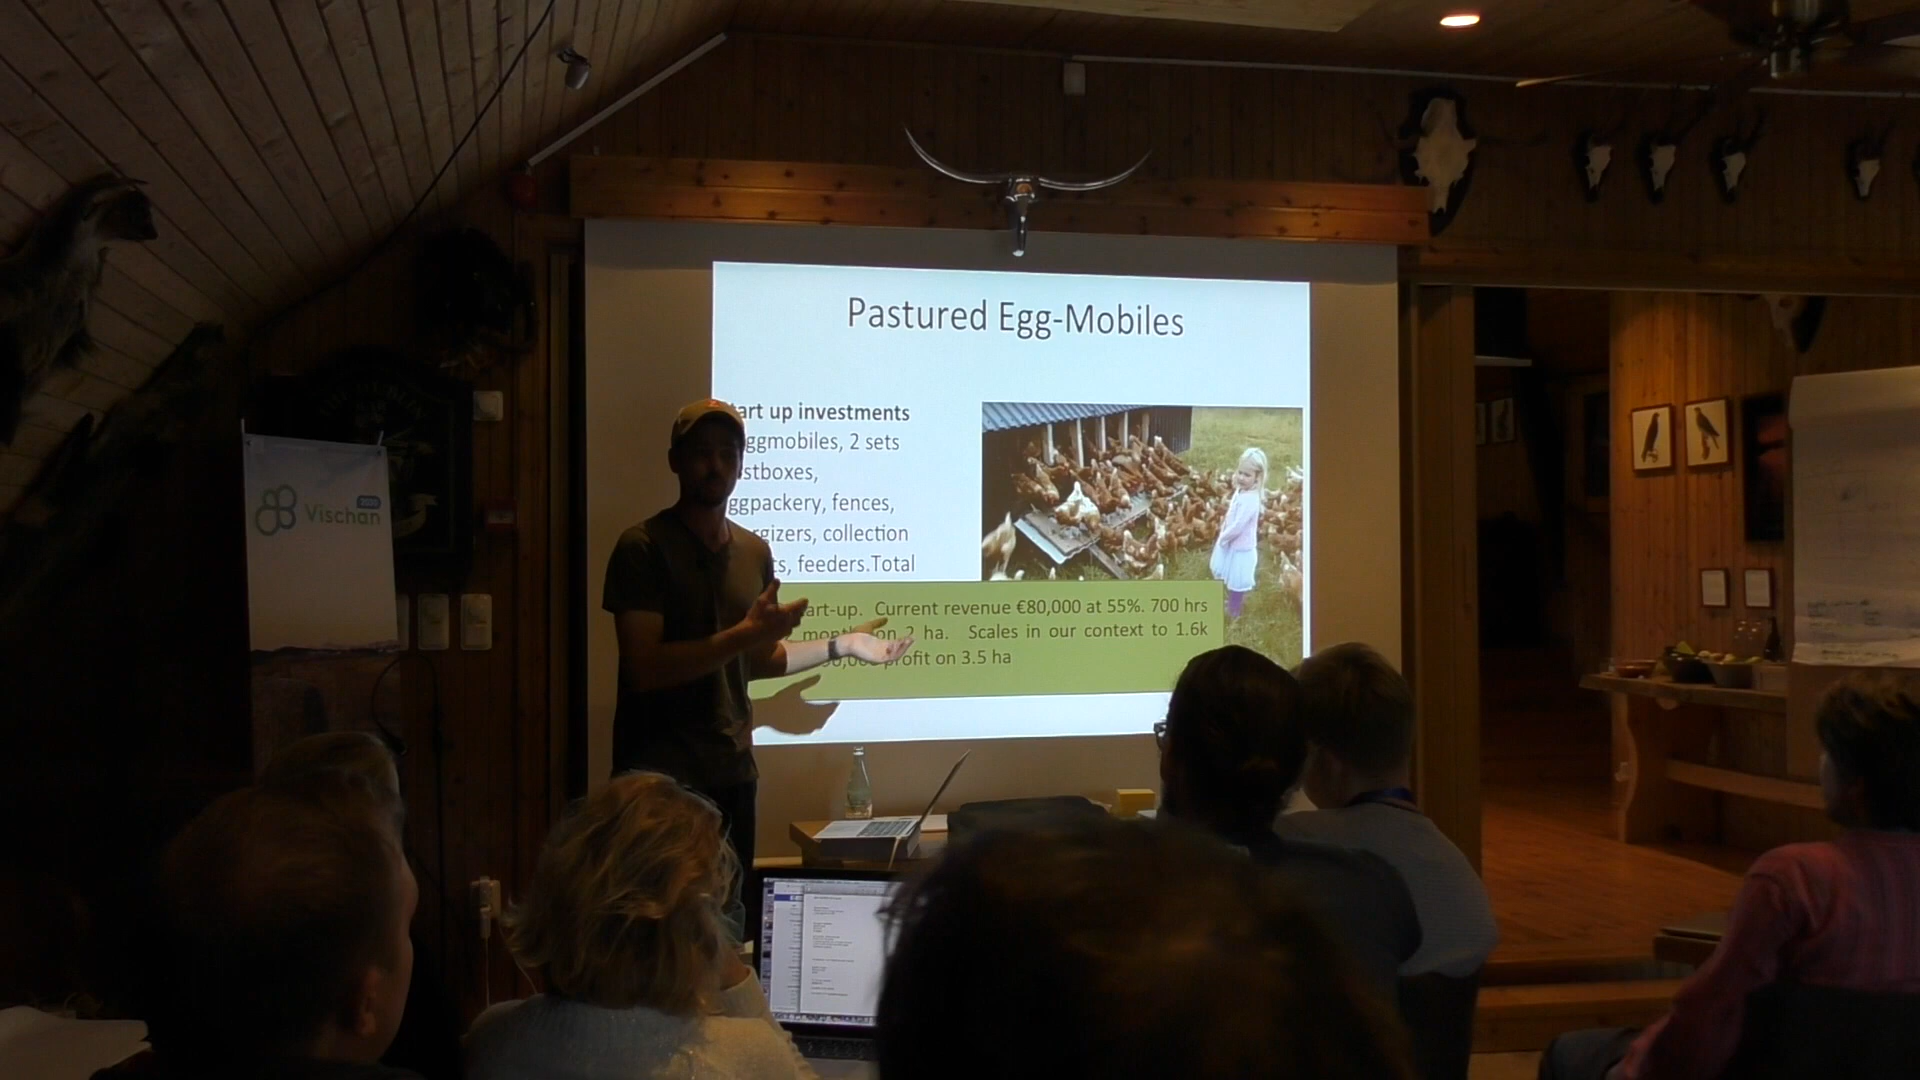 Pastured Egg-Mobiles
art up investments
ggmobiles, 2 sets
stboxes,
ggpackery, fences,
rgizers, collection
ts, feeders.Total
art-up. Current revenue €80,000 at 55%. 700 hrs
month on 2 ha. Scales in our context to 1.6k
profit on 3.5 ha
Vischan